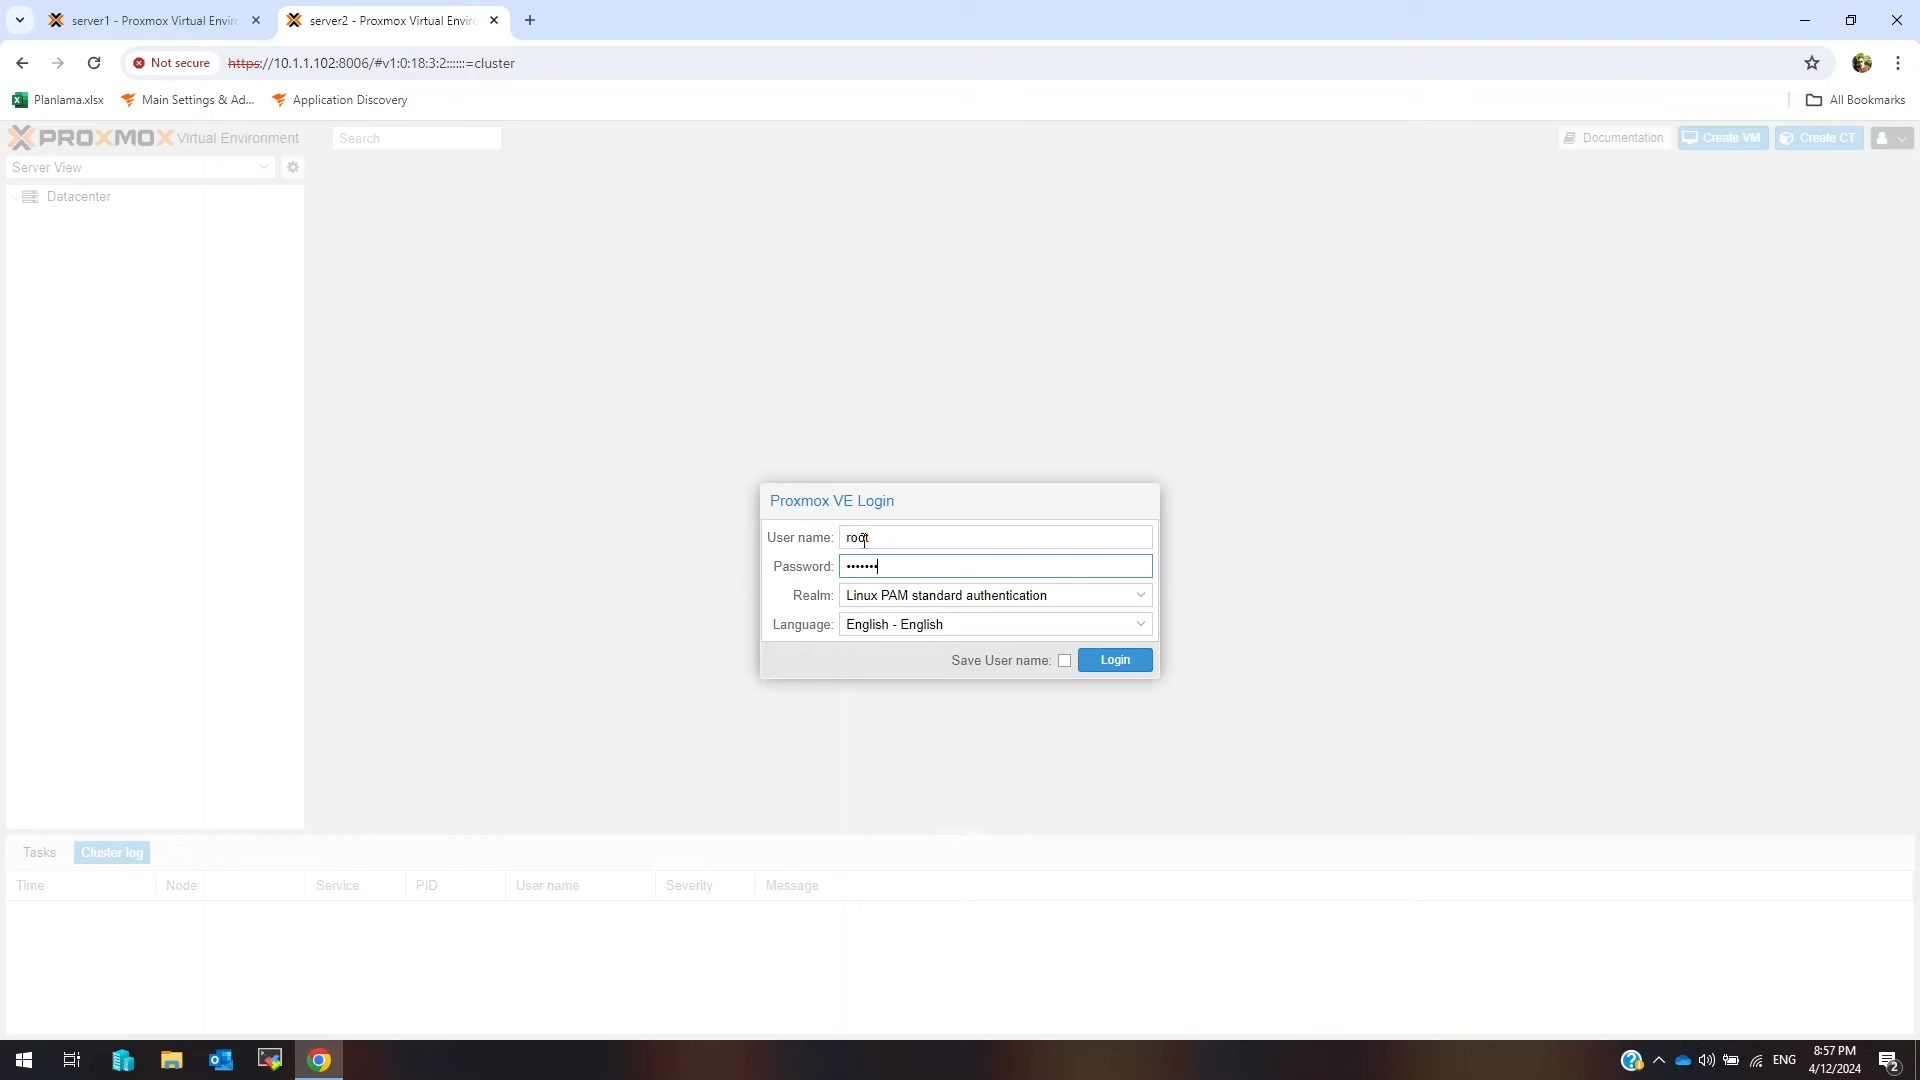 server1 - Proxmox Virtual Enviro
server2 - Proxmox Virtual Enviro
Not secure
https://10.1.1.102:8006/#v1:0:18:3:2::::::=cluster
Planlama.xlsx
Main Settings & Ad...
Application Discovery
All Bookmarks
PROXMOX Virtual Environment
Search
Documentation
Create VM
Create CT
Server View
Datacenter
Proxmox VE Login
User name: root
Password: •••••••
Realm: Linux PAM standard authentication
Language: English - English
Save User name:
Login
Tasks
Cluster log
Time
Node
Service
PID
User name
Severity
Message
ENG
8:57 PM
4/12/2024
2